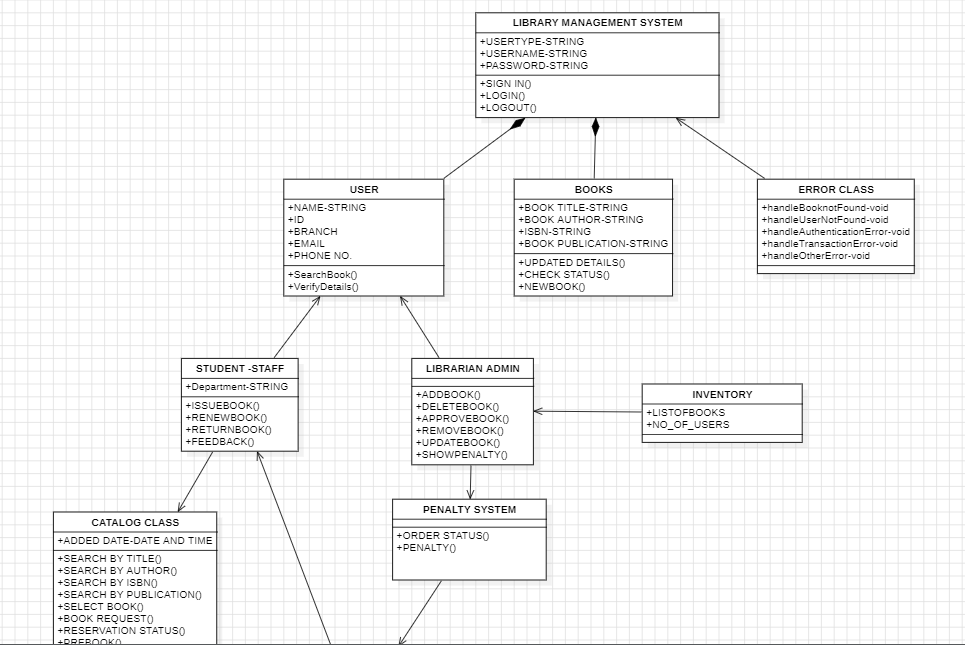 LIBRARY MANAGEMENT SYSTEM
+USERTYPE-STRING
+USERNAME-STRING
+PASSWORD-STRING
+SIGN IN()
+LOGIN()
+LOGOUT()
USER
+NAME-STRING
+ID
+BRANCH
+EMAIL
+PHONE NO.
+SearchBook()
+VerifyDetails()
BOOKS
+BOOK TITLE-STRING
+BOOK AUTHOR-STRING
+ISBN-STRING
+BOOK PUBLICATION-STRING
+UPDATED DETAILS()
+CHECK STATUS()
+NEWBOOK()
ERROR CLASS
+handleBooknotFound-void
+handleUserNotFound-void
+handleAuthenticationError-void
+handleTransactionError-void
+handleOtherError-void
STUDENT -STAFF
+Department-STRING
+ISSUEBOOK()
+RENEWBOOK()
+RETURNBOOK()
+FEEDBACK()
LIBRARIAN ADMIN
+ADDBOOK()
+DELETEBOOK()
+APPROVEBOOK()
+REMOVEBOOK()
+UPDATEBOOK()
+SHOWPENALTY()
INVENTORY
+LISTOFBOOKS
+NO_OF_USERS
CATALOG CLASS
+ADDED DATE-DATE AND TIME
+SEARCH BY TITLE()
+SEARCH BY AUTHOR()
+SEARCH BY ISBN()
+SEARCH BY PUBLICATION()
+SELECT BOOK()
+BOOK REQUEST()
+RESERVATION STATUS()
+PREBOOK()
PENALTY SYSTEM
+ORDER STATUS()
+PENALTY()